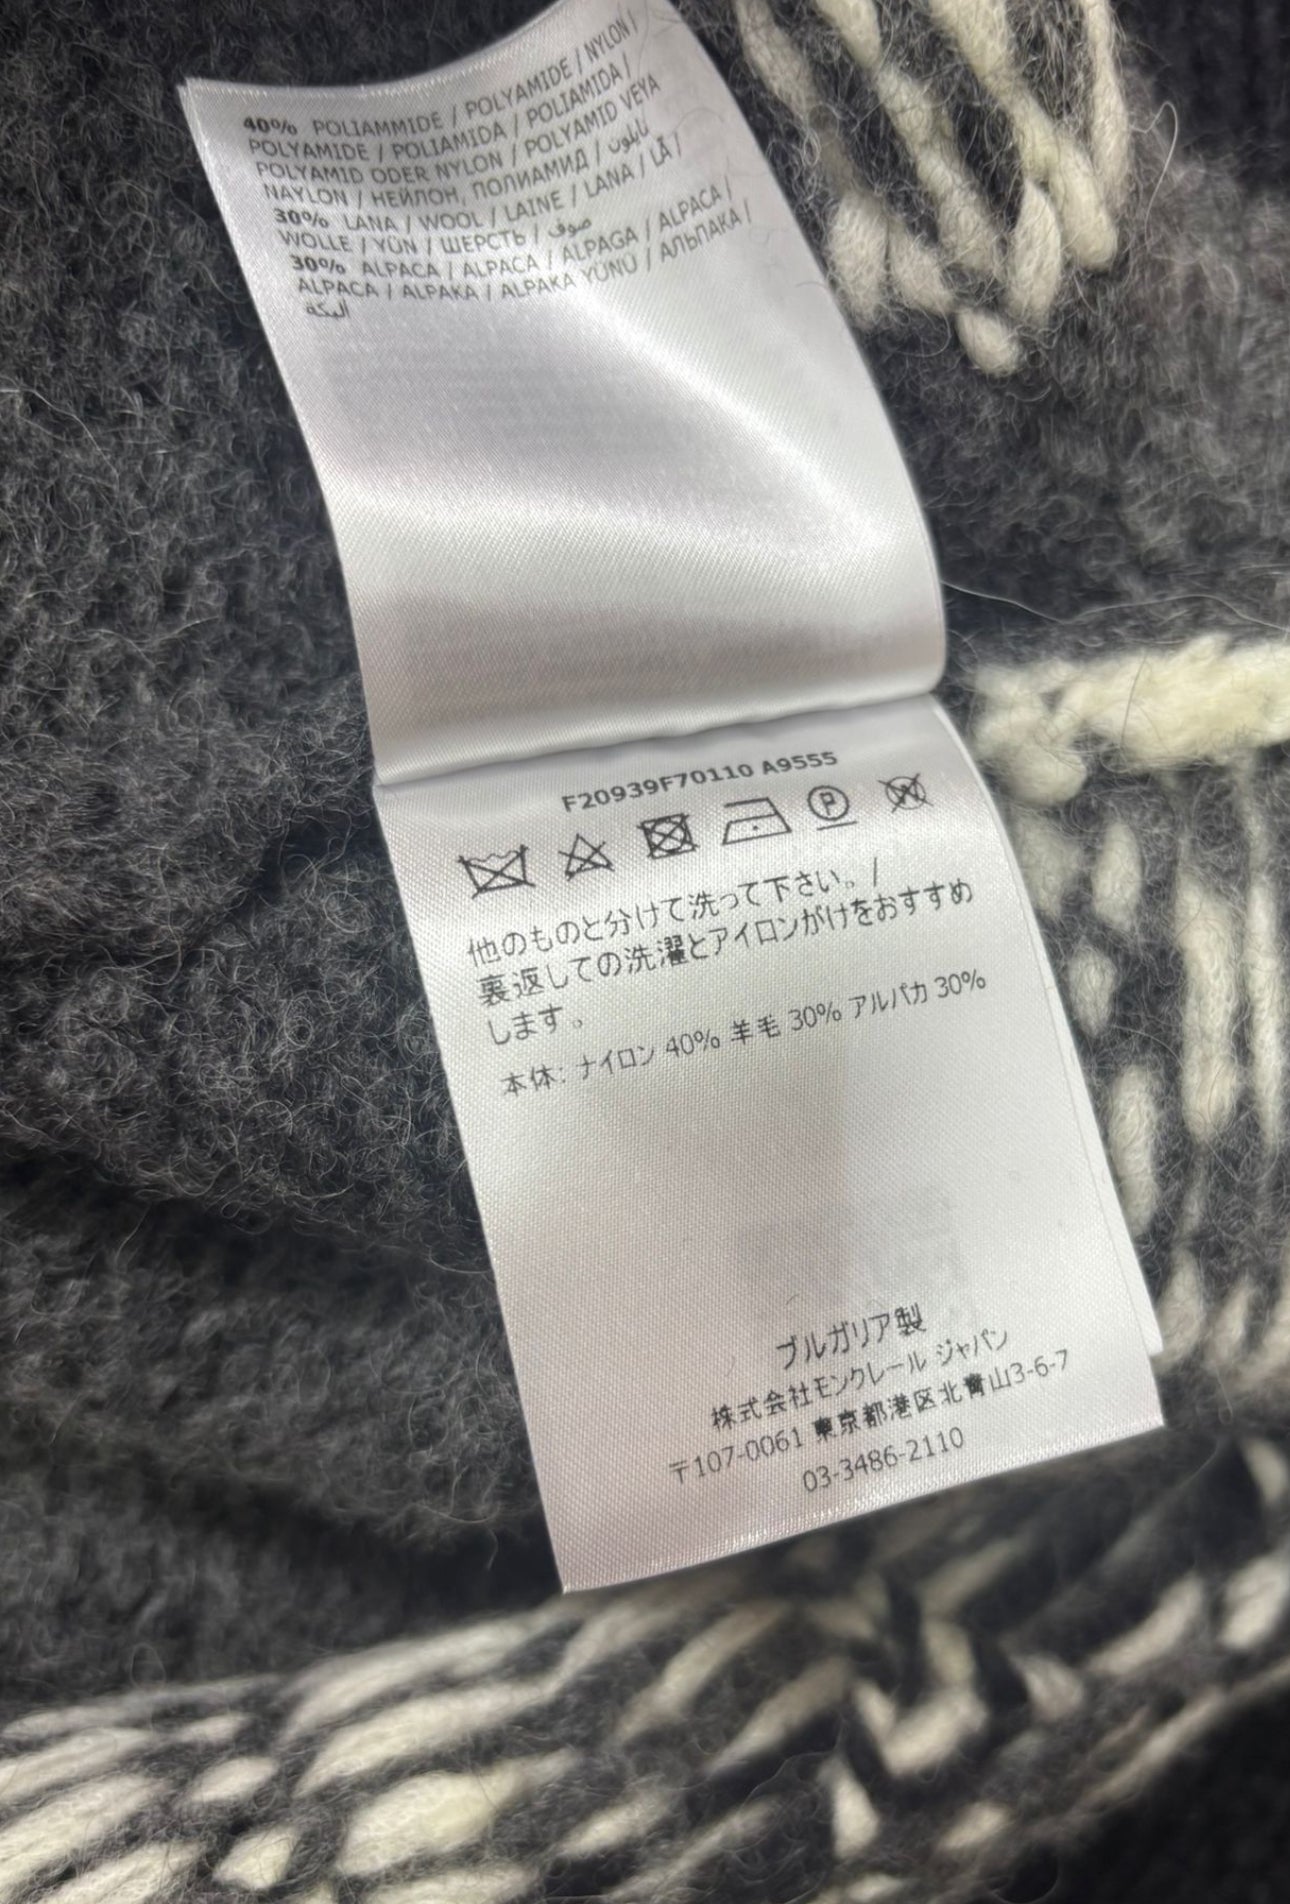 40% POLIAMMIDE / POLYAMIDE / NYLON /
POLYAMIDE / POLIAMIDA / POLIAMIDA /
POLYAMID ODER NYLON / POLYAMID VEYA
NAYLON / НЕЙЛОН, ПОЛИАМИД / نايلون
30% LANA / WOOL / LAINE / LANA / LÃ /
WOLLE / YÜN / ШЕРСТЬ / صوف
30% ALPACA / ALPACA / ALPAGA / ALPACA /
ALPACA / ALPAKA / ALPAKA YÜNÜ / АЛЬПАКА /
البكة
F20939F70110 A9555
P W
他のものと分けて洗って下さい。/
裏返しての洗濯とアイロンがけをおすすめ
します。
本体: ナイロン 40% 羊毛 30% アルパカ 30%
ブルガリア製
株式会社モンクレール ジャパン
〒107-0061 東京都港区北青山3-6-7
03-3486-2110